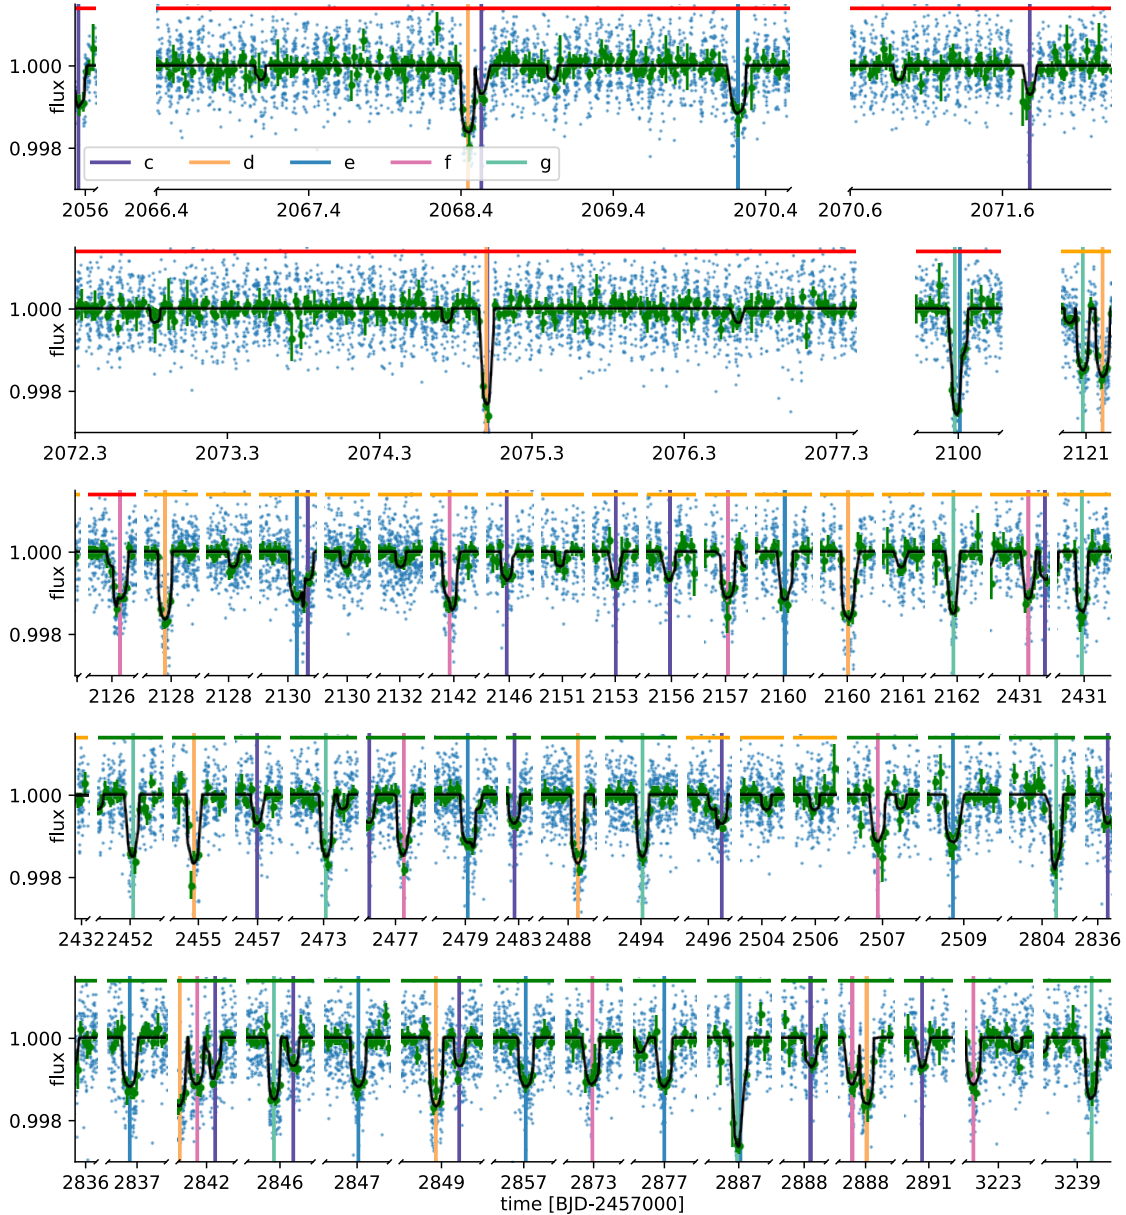 flux
1.000
0.998
c d e f g
2056 2066.4 2067.4 2068.4 2069.4 2070.4 2070.6 2071.6
flux
1.000
0.998
2072.3 2073.3 2074.3 2075.3 2076.3 2077.3 2100 2121
flux
1.000
0.998
2126 2128 2128 2130 2130 2132 2142 2146 2151 2153 2156 2157 2160 2160 2161 2162 2431 2431
flux
1.000
0.998
2432 2452 2455 2457 2473 2477 2479 2483 2488 2494 2496 2504 2506 2507 2509 2804 2836
flux
1.000
0.998
2836 2837 2842 2846 2847 2849 2857 2873 2877 2887 2888 2888 2891 3223 3239
time [BJD-2457000]